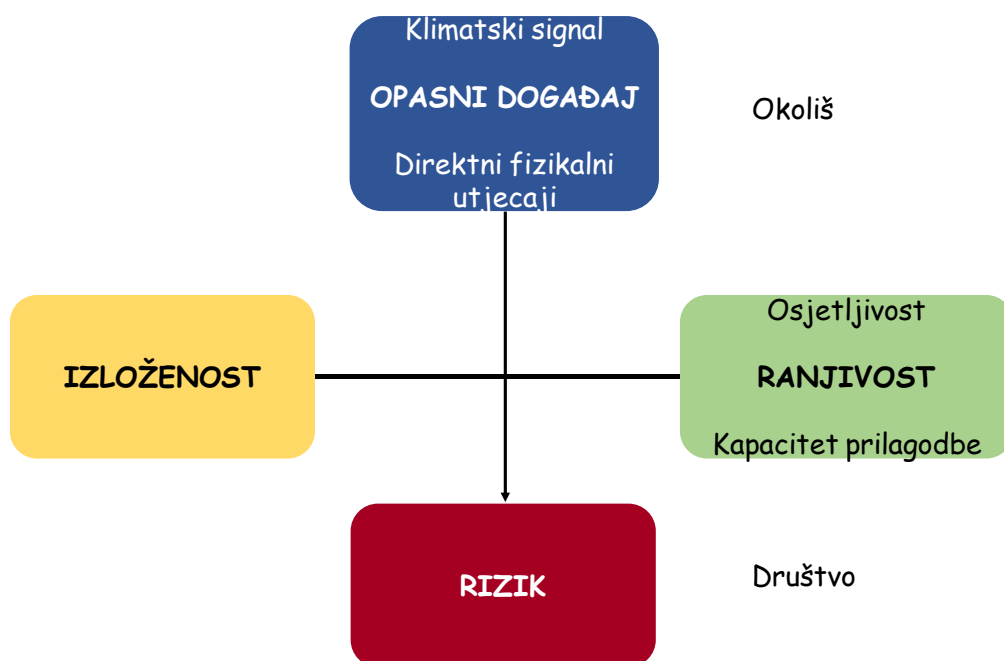 Klimatski signal
OPASNI DOGAĐAJ
Direktni fizikalni
utjecaji
Okoliš
IZLOŽENOST
Osjetljivost
RANJIVOST
Kapacitet prilagodbe
RIZIK
Društvo